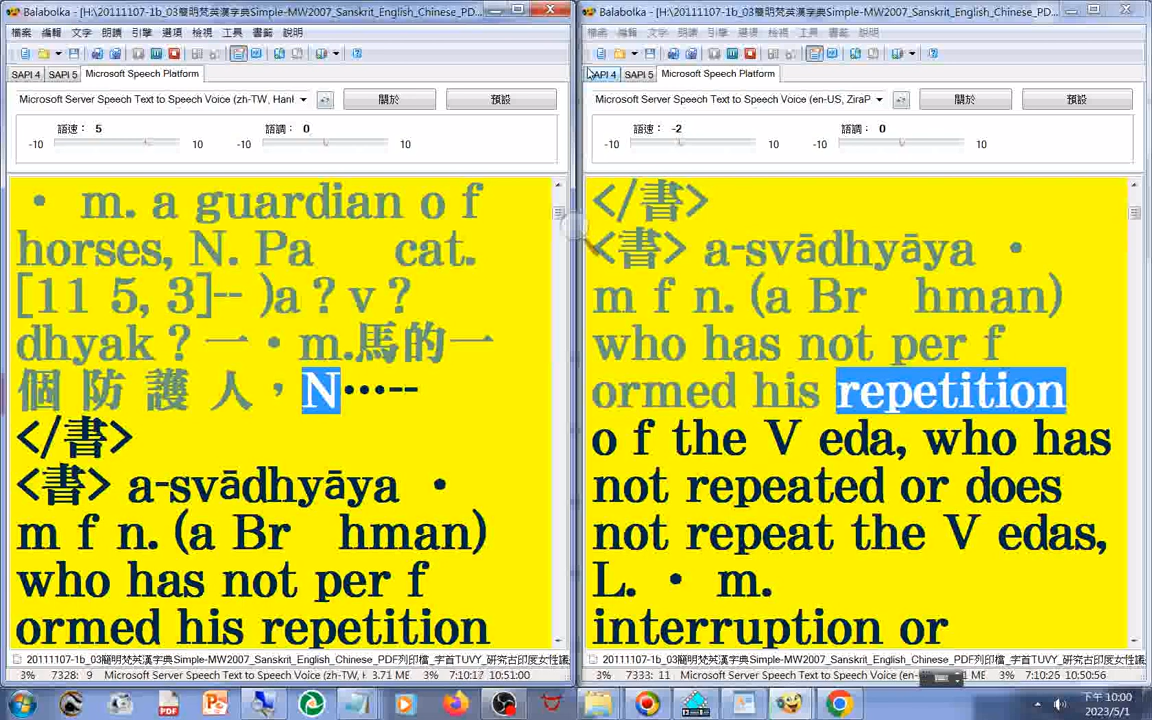 Balabolka - [H:\20111107-1b_03簡明梵英漢字典Simple-MW2007_Sanskrit_English_Chinese_PD...
檔案 編輯 文字 朗讀 引擎 選項 檢視 工具 書籤 說明
SAPI 4 SAPI 5 Microsoft Speech Platform
Microsoft Server Speech Text to Speech Voice (zh-TW, Hanl
關於
預設
語速： 5
語調： 0
-10
10
-10
10
• m. a guardian o f
horses, N. Pa cat.
[11 5, 3]-- )a？v？
dhyak？一・m.馬的一
個 防 護 人，N･･･--
</書>
<書> a-svādhyāya •
m f n. (a Br hman)
who has not per f
ormed his repetition
20111107-1b_03簡明梵英漢字典Simple-MW2007_Sanskrit_English_Chinese_PDF列印檔_字首TUVY_研究古印度女性議
3% 7328: 9 Microsoft Server Speech Text to Speech Voice (zh-TW, H 3.71 ME 3% 7:10:17 10:51:00
Balabolka - [H:\20111107-1b_03簡明梵英漢字典Simple-MW2007_Sanskrit_English_Chinese_PD...
檔案 編輯 文字 朗讀 引擎 選項 檢視 工具 書籤 說明
SAPI 4 SAPI 5 Microsoft Speech Platform
Microsoft Server Speech Text to Speech Voice (en-US, ZiraP
關於
預設
語速： -2
語調： 0
-10
10
-10
10
</書>
<書> a-svādhyāya •
m f n. (a Br hman)
who has not per f
ormed his repetition
o f the V eda, who has
not repeated or does
not repeat the V edas,
L. • m.
interruption or
20111107-1b_03簡明梵英漢字典Simple-MW2007_Sanskrit_English_Chinese_PDF列印檔_字首TUVY_研究古印度女性議
3% 7333: 11 Microsoft Server Speech Text to Speech Voice (en- 1 ME 3% 7:10:26 10:50:56
PDF
下午 10:00
2023/5/1